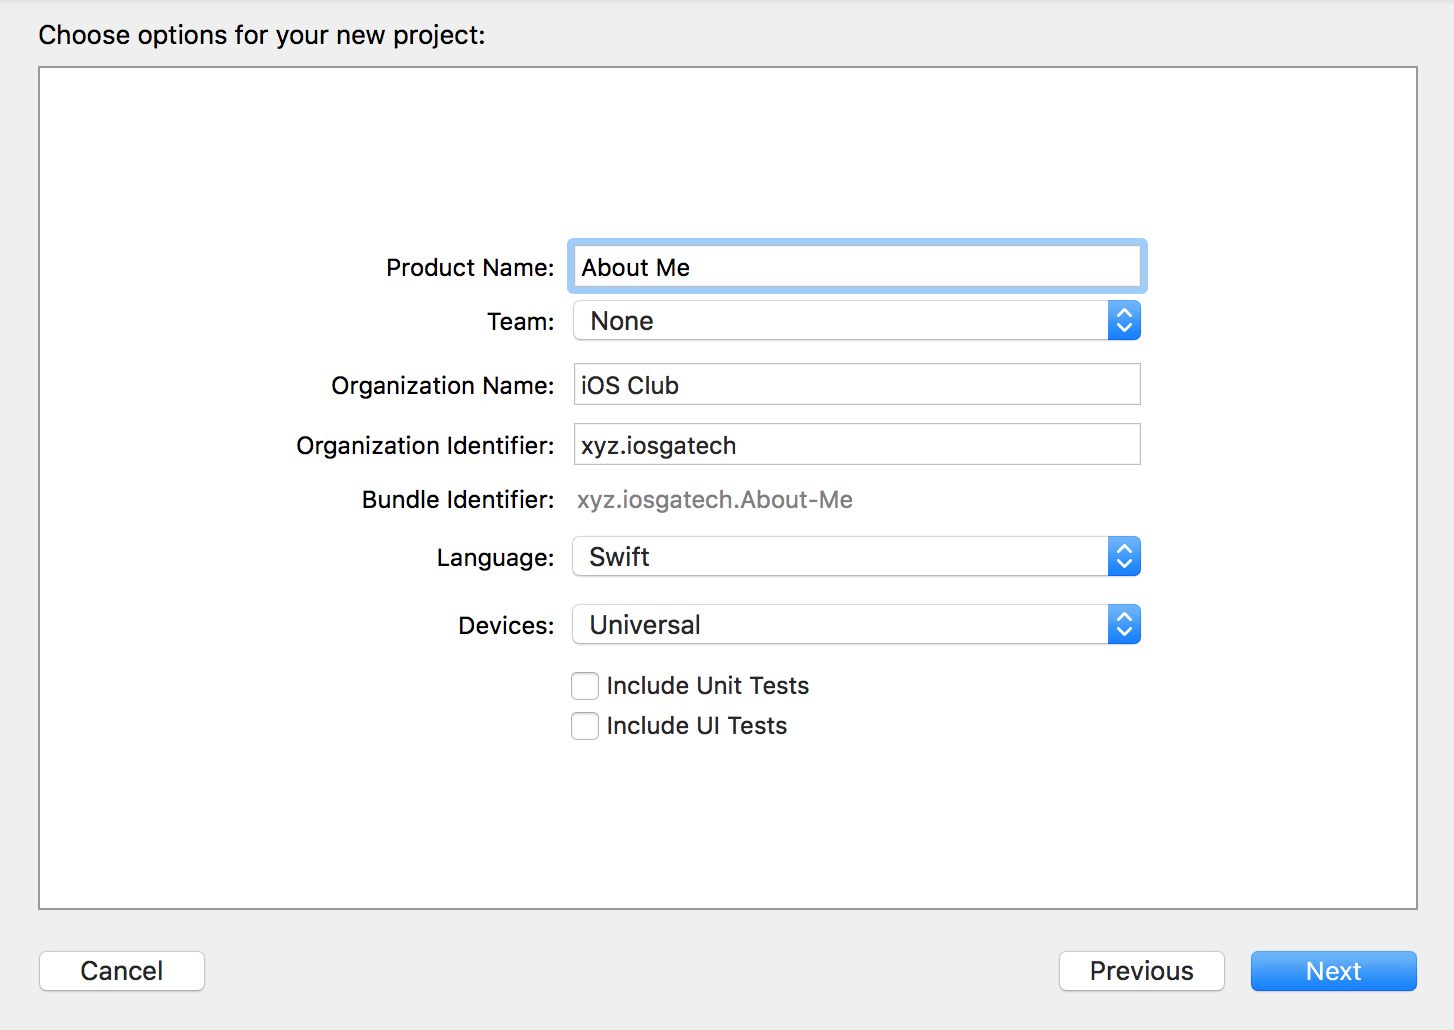 Choose options for your new project:
Product Name: About Me
Team: None
Organization Name: iOS Club
Organization Identifier: xyz.iosgatech
Bundle Identifier: xyz.iosgatech.About-Me
Language: Swift
Devices: Universal
Include Unit Tests
Include UI Tests
Cancel Previous Next